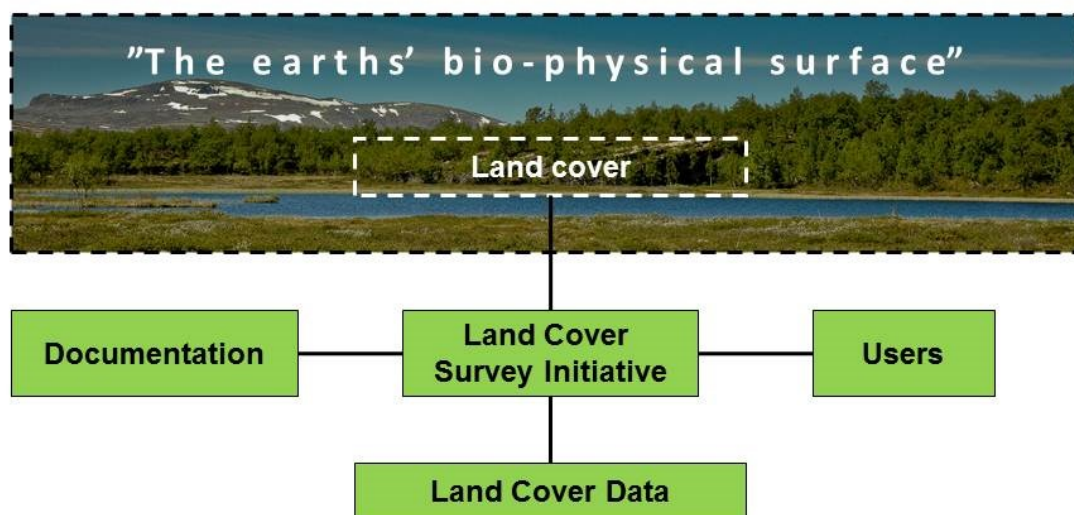 ”The earths’ bio-physical surface”
Land cover
Documentation
Land Cover
Survey Initiative
Users
Land Cover Data